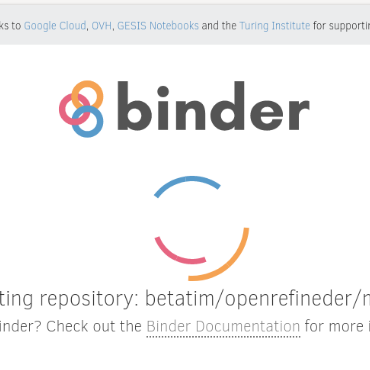 ks to Google Cloud, OVH, GESIS Notebooks and the Turing Institute for supporti
binder
ting repository: betatim/openrefineder/
inder? Check out the Binder Documentation for more